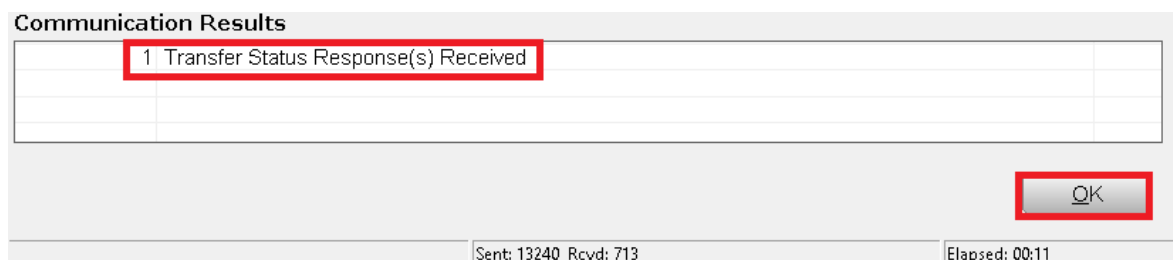 Communication Results
1 Transfer Status Response(s) Received
OK
Sent: 13240 Rcvd: 713 Elapsed: 00:11